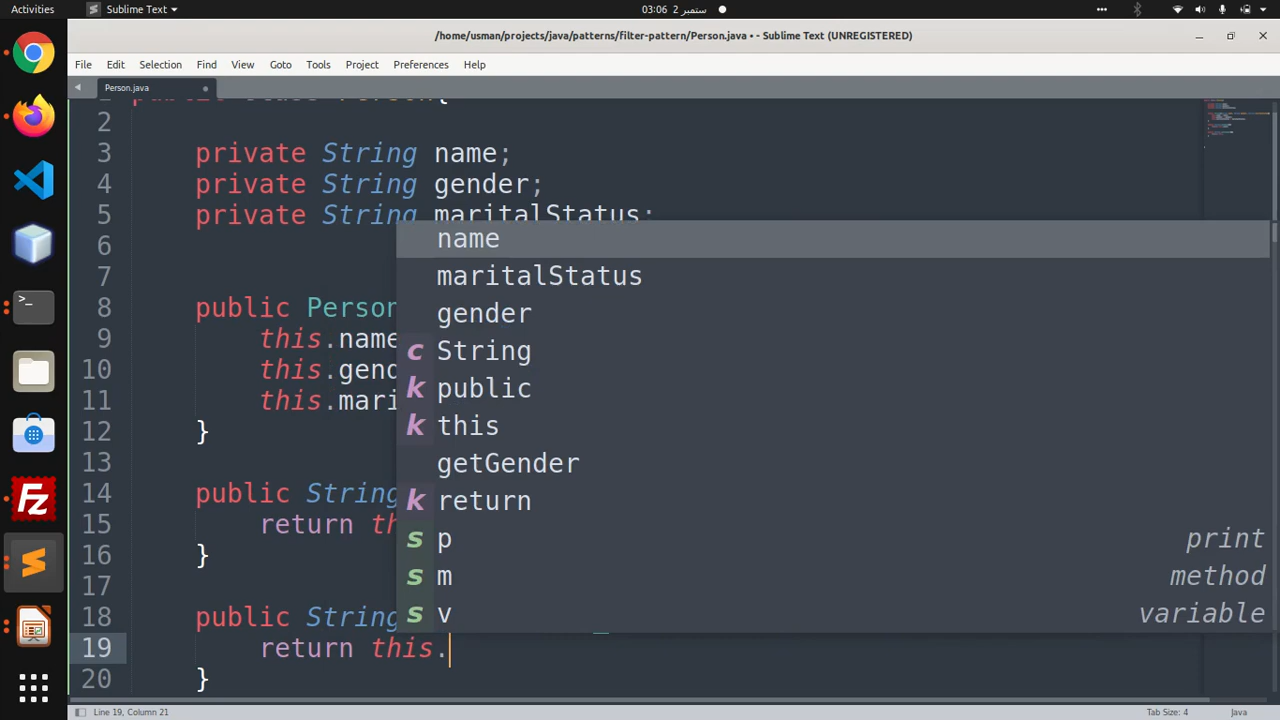 Activities Sublime Text 03:06 2 ستمبر
/home/usman/projects/java/patterns/filter-pattern/Person.java • - Sublime Text (UNREGISTERED)
File Edit Selection Find View Goto Tools Project Preferences Help
Person.java
2
3 private String name;
4 private String gender;
5 private String maritalStatus;
6
7
8 public Person
9 this.name
10 this.gend
11 this.mari
12 }
13
14 public String
15 return th
16 }
17
18 public String
19 return this.
20 }
name
maritalStatus
gender
c String
k public
k this
getGender
k return
s p print
s m method
s v variable
Line 19, Column 21 Tab Size: 4 Java